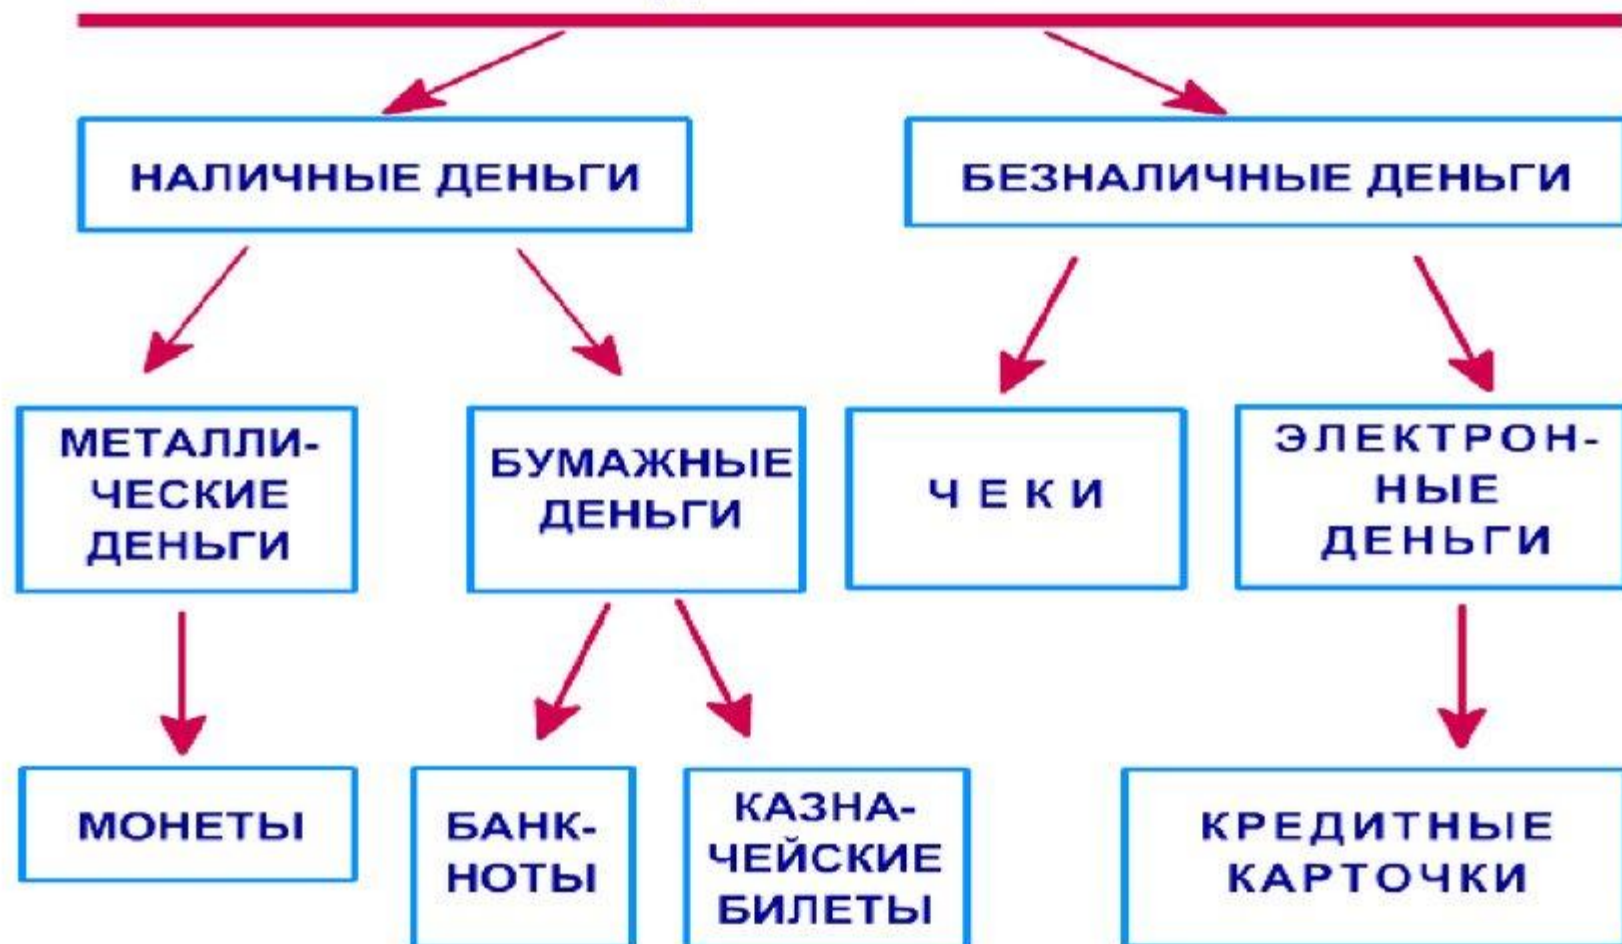 НАЛИЧНЫЕ ДЕНЬГИ
БЕЗНАЛИЧНЫЕ ДЕНЬГИ
МЕТАЛЛИ-
ЧЕСКИЕ
ДЕНЬГИ
БУМАЖНЫЕ
ДЕНЬГИ
Ч Е К И
ЭЛЕКТРОН-
НЫЕ
ДЕНЬГИ
МОНЕТЫ
БАНК-
НОТЫ
КАЗНА-
ЧЕЙСКИЕ
БИЛЕТЫ
КРЕДИТНЫЕ
КАРТОЧКИ